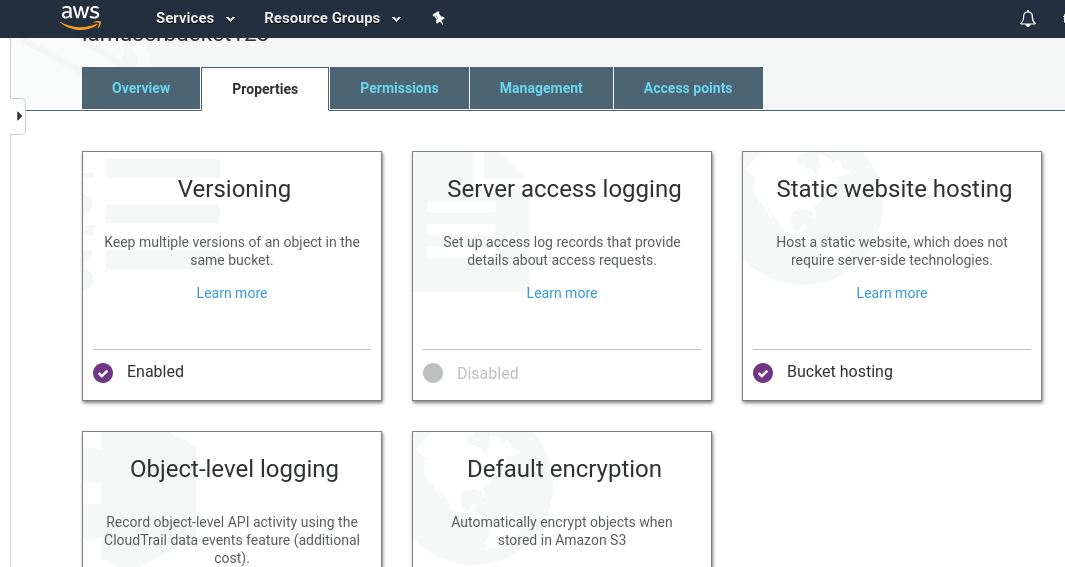 aws
Services
Resource Groups
Overview
Properties
Permissions
Management
Access points
Versioning
Keep multiple versions of an object in the
same bucket.
Learn more
Enabled
Server access logging
Set up access log records that provide
details about access requests.
Learn more
Disabled
Static website hosting
Host a static website, which does not
require server-side technologies.
Learn more
Bucket hosting
Object-level logging
Record object-level API activity using the
CloudTrail data events feature (additional
cost).
Default encryption
Automatically encrypt objects when
stored in Amazon S3